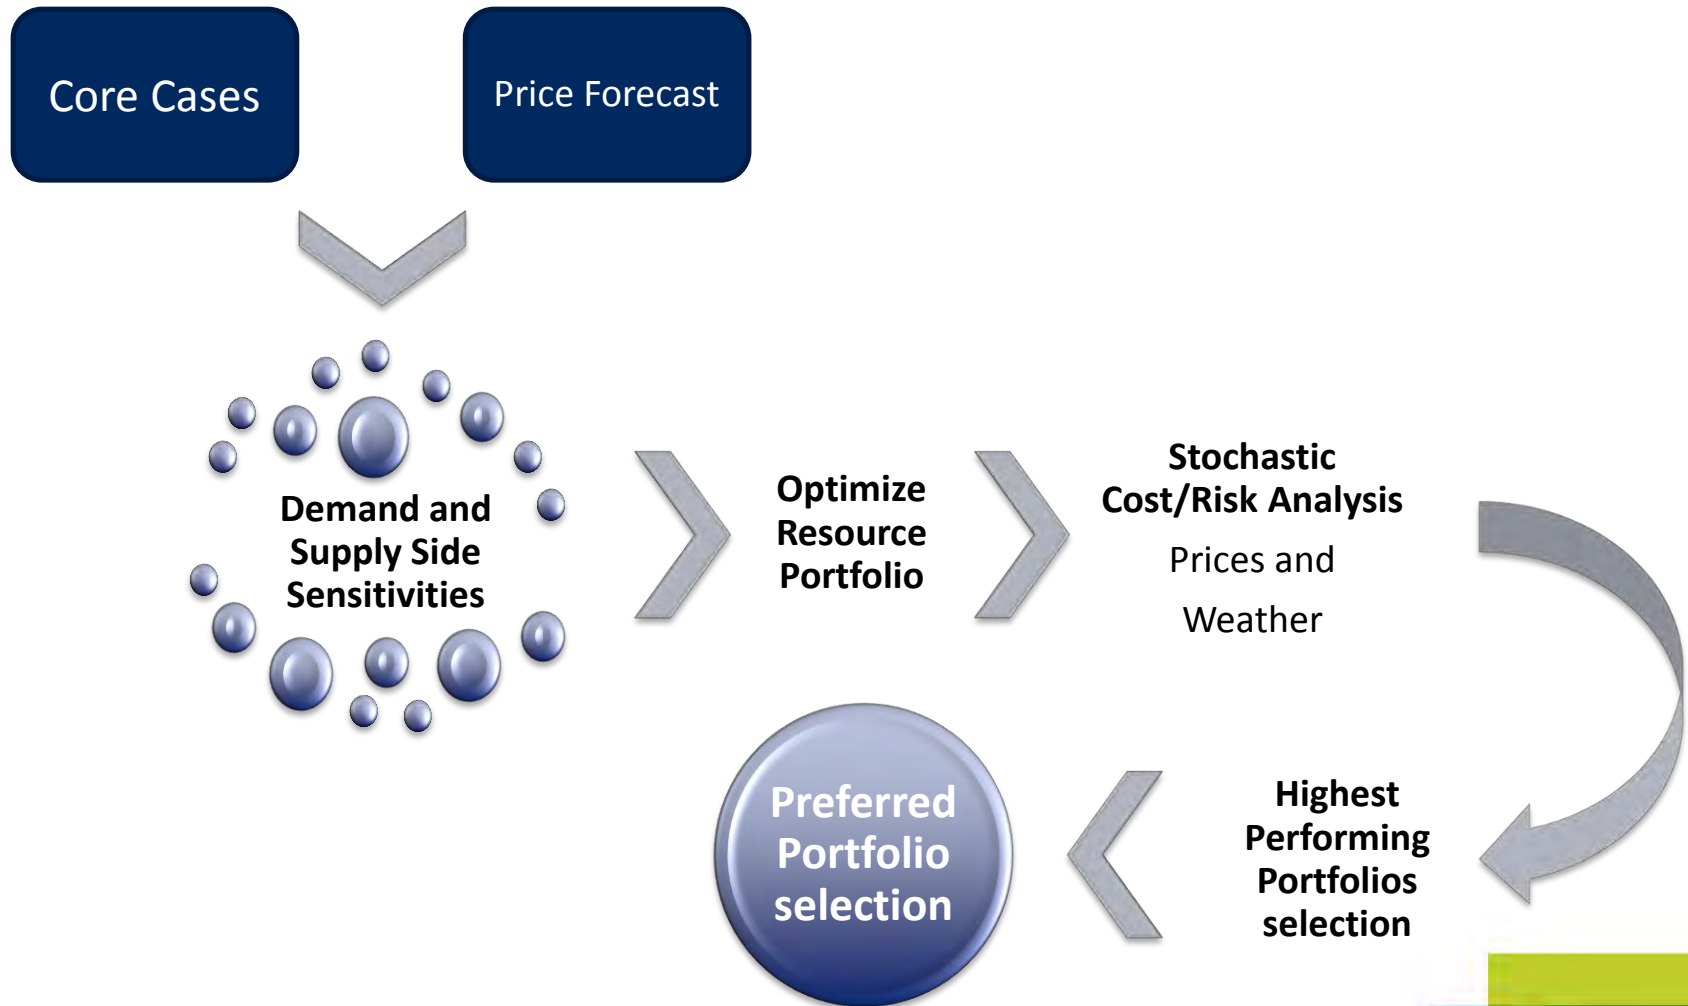 Core Cases
Price Forecast
Demand and
Supply Side
Sensitivities
Optimize
Resource
Portfolio
Stochastic
Cost/Risk Analysis
Prices and
Weather
Highest
Performing
Portfolios
selection
Preferred
Portfolio
selection